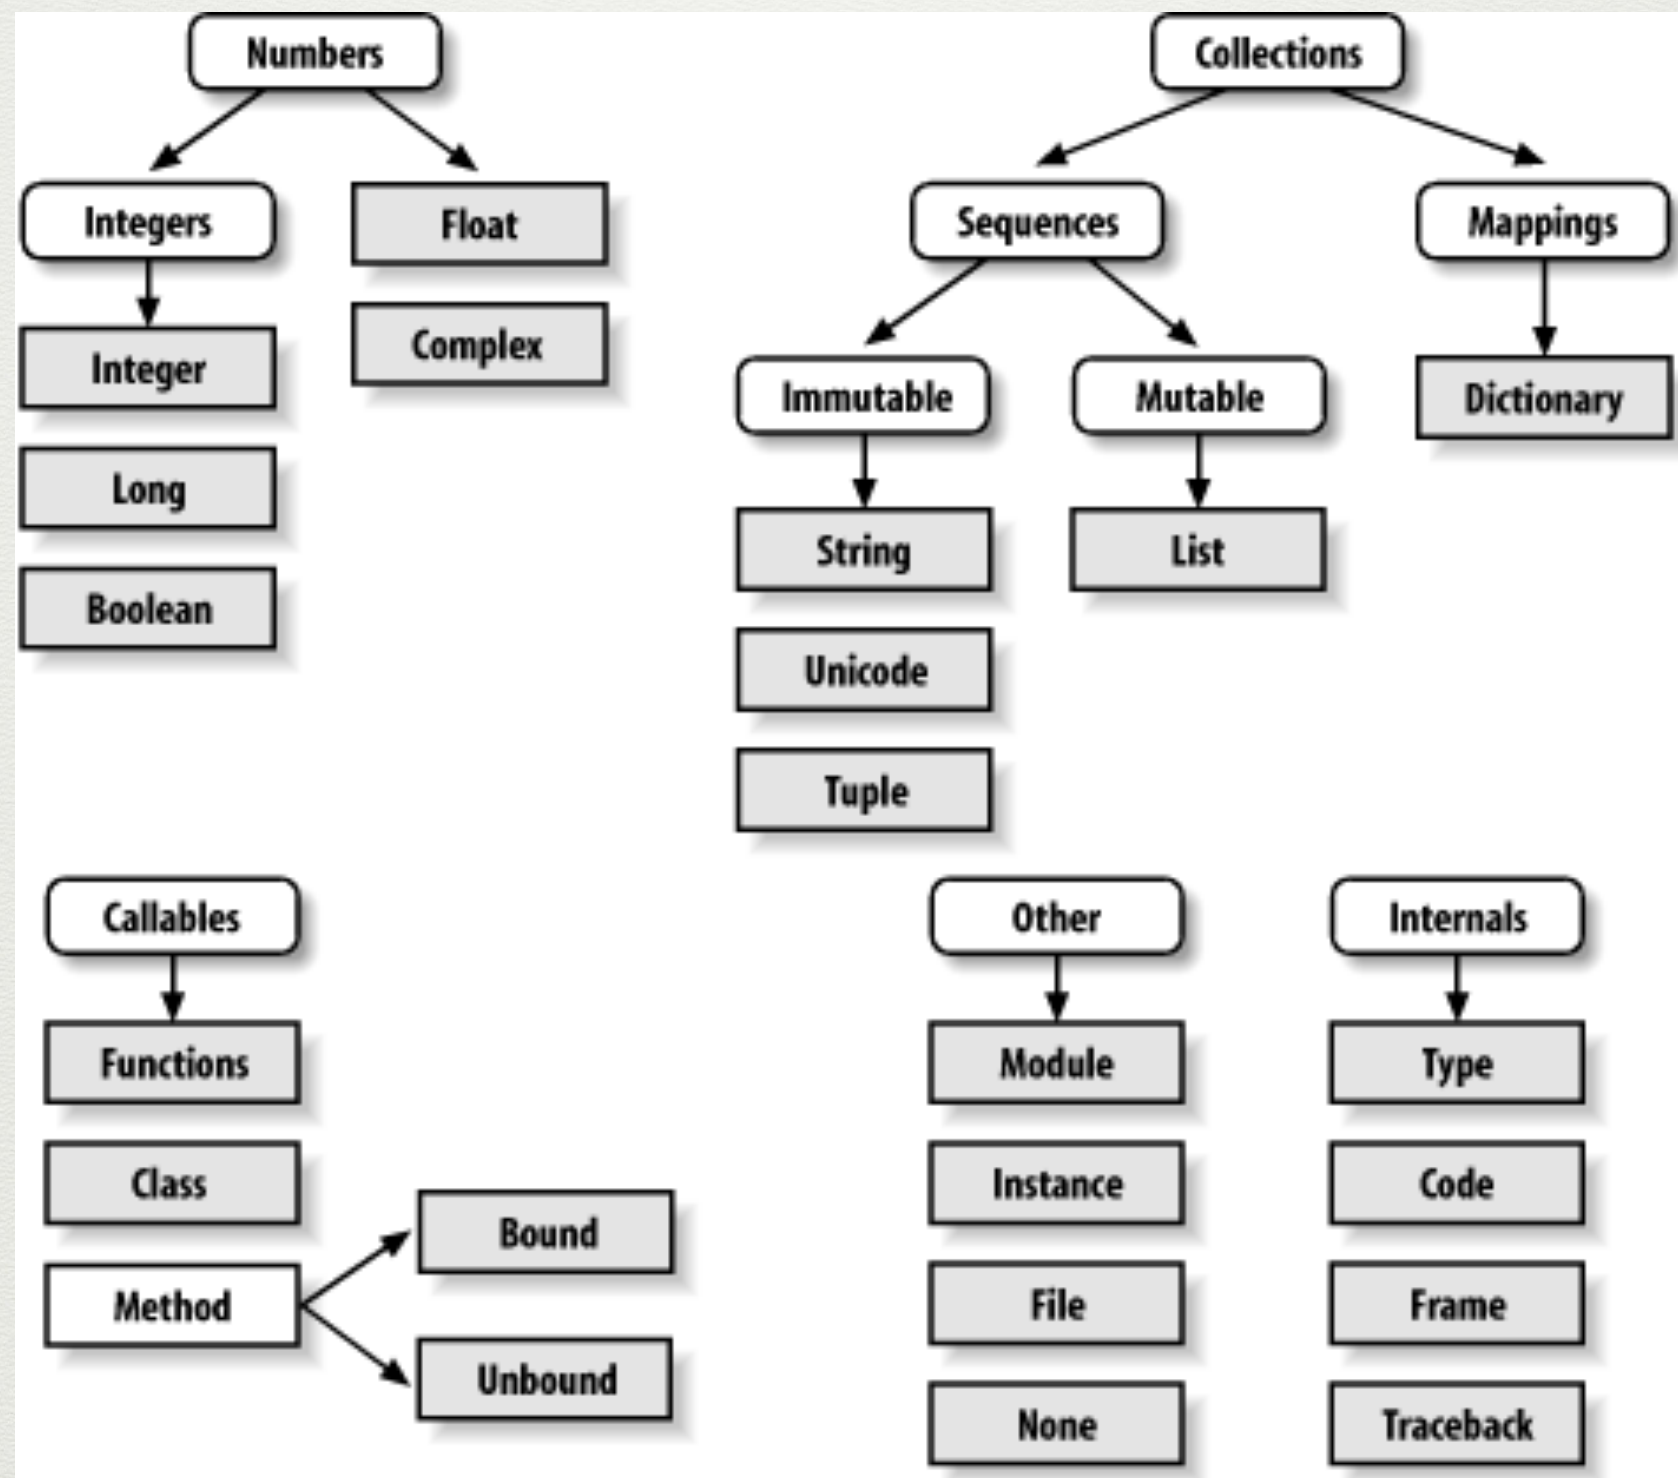 Numbers
Integers
Float
Integer
Complex
Long
Boolean
Collections
Sequences
Mappings
Immutable
Mutable
Dictionary
String
List
Unicode
Tuple
Callables
Functions
Class
Method
Bound
Unbound
Other
Module
Instance
File
None
Internals
Type
Code
Frame
Traceback